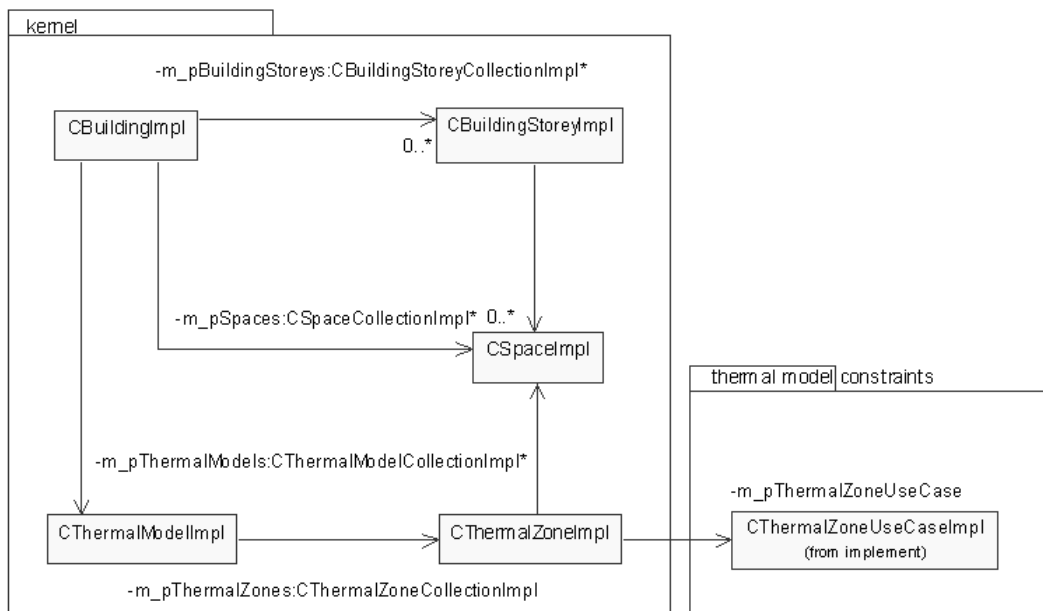 kernel
-m_pBuildingStoreys:CBuildingStoreyCollectionImpl*
CBuildingImpl
CBuildingStoreyImpl
0..*
-m_pSpaces:CSpaceCollectionImpl*
0..*
CSpaceImpl
thermal model constraints
-m_pThermalModels:CThermalModelCollectionImpl*
-m_pThermalZoneUseCase
CThermalModelImpl
CThermalZoneImpl
CThermalZoneUseCaseImpl
(from implement)
-m_pThermalZones:CThermalZoneCollectionImpl